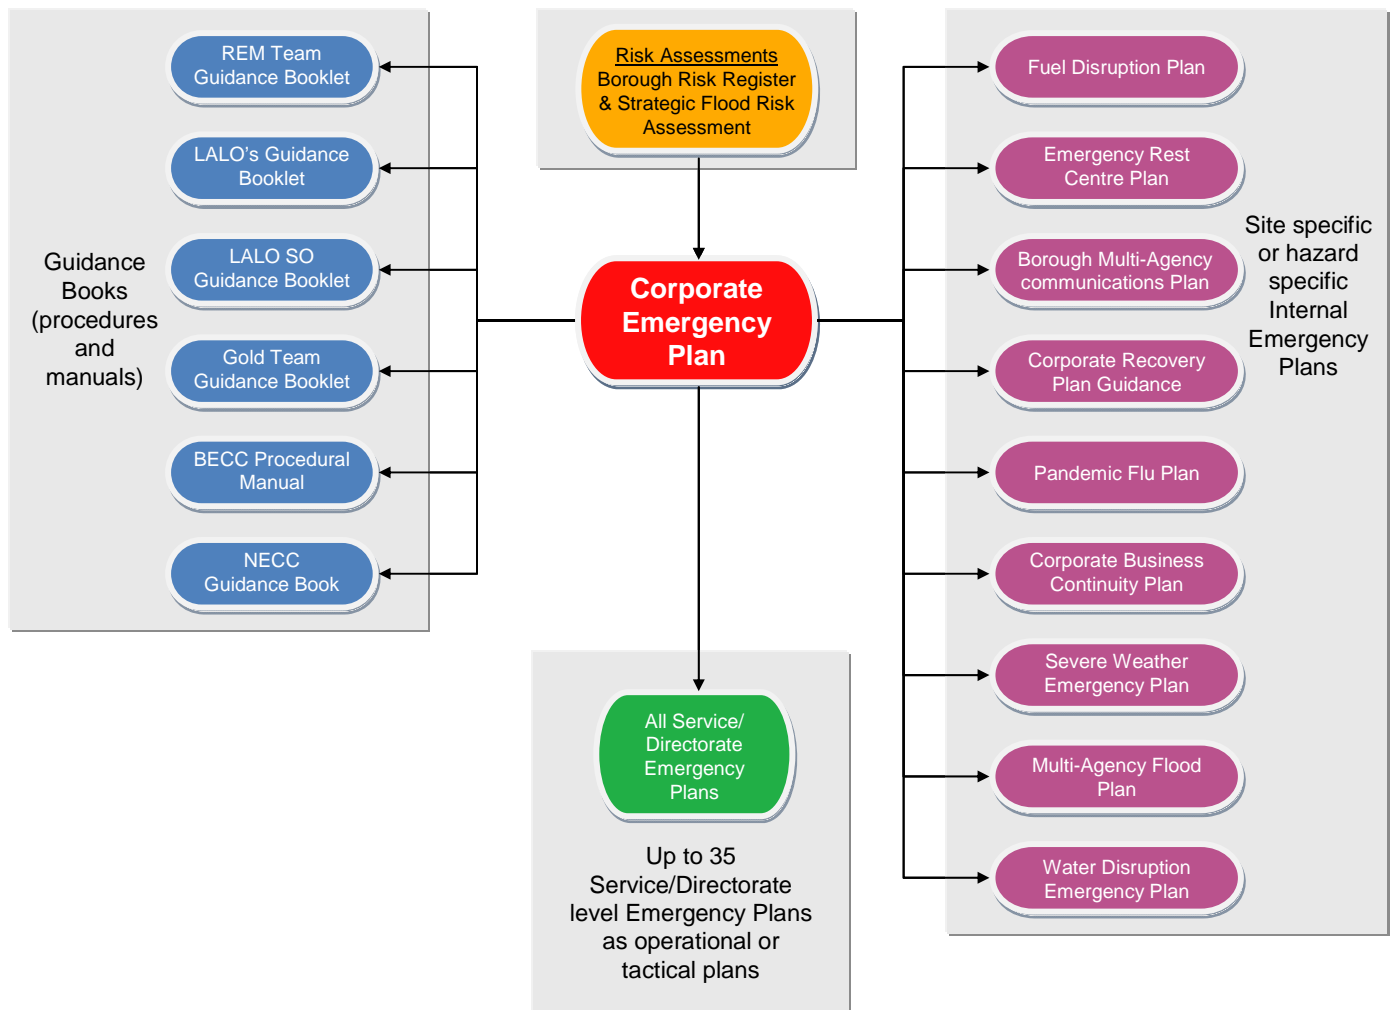 REM Team
Guidance Booklet
LALO's Guidance
Booklet
LALO SO
Guidance Booklet
Gold Team
Guidance Booklet
BECC Procedural
Manual
NECC
Guidance Book
Guidance
Books
(procedures
and
manuals)
Risk Assessments
Borough Risk Register
& Strategic Flood Risk
Assessment
Corporate
Emergency
Plan
All Service/
Directorate
Emergency
Plans
Up to 35
Service/Directorate
level Emergency Plans
as operational or
tactical plans
Fuel Disruption Plan
Emergency Rest
Centre Plan
Borough Multi-Agency
communications Plan
Corporate Recovery
Plan Guidance
Pandemic Flu Plan
Corporate Business
Continuity Plan
Severe Weather
Emergency Plan
Multi-Agency Flood
Plan
Water Disruption
Emergency Plan
Site specific
or hazard
specific
Internal
Emergency
Plans